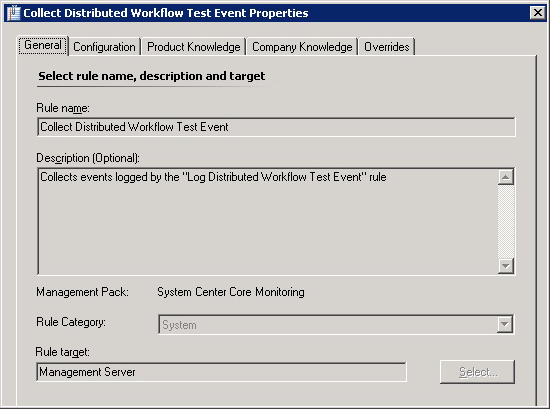 Collect Distributed Workflow Test Event Properties
General
Configuration
Product Knowledge
Company Knowledge
Overrides
Select rule name, description and target
Rule name:
Collect Distributed Workflow Test Event
Description (Optional):
Collects events logged by the "Log Distributed Workflow Test Event" rule
Management Pack: System Center Core Monitoring
Rule Category: System
Rule target:
Management Server
Select...